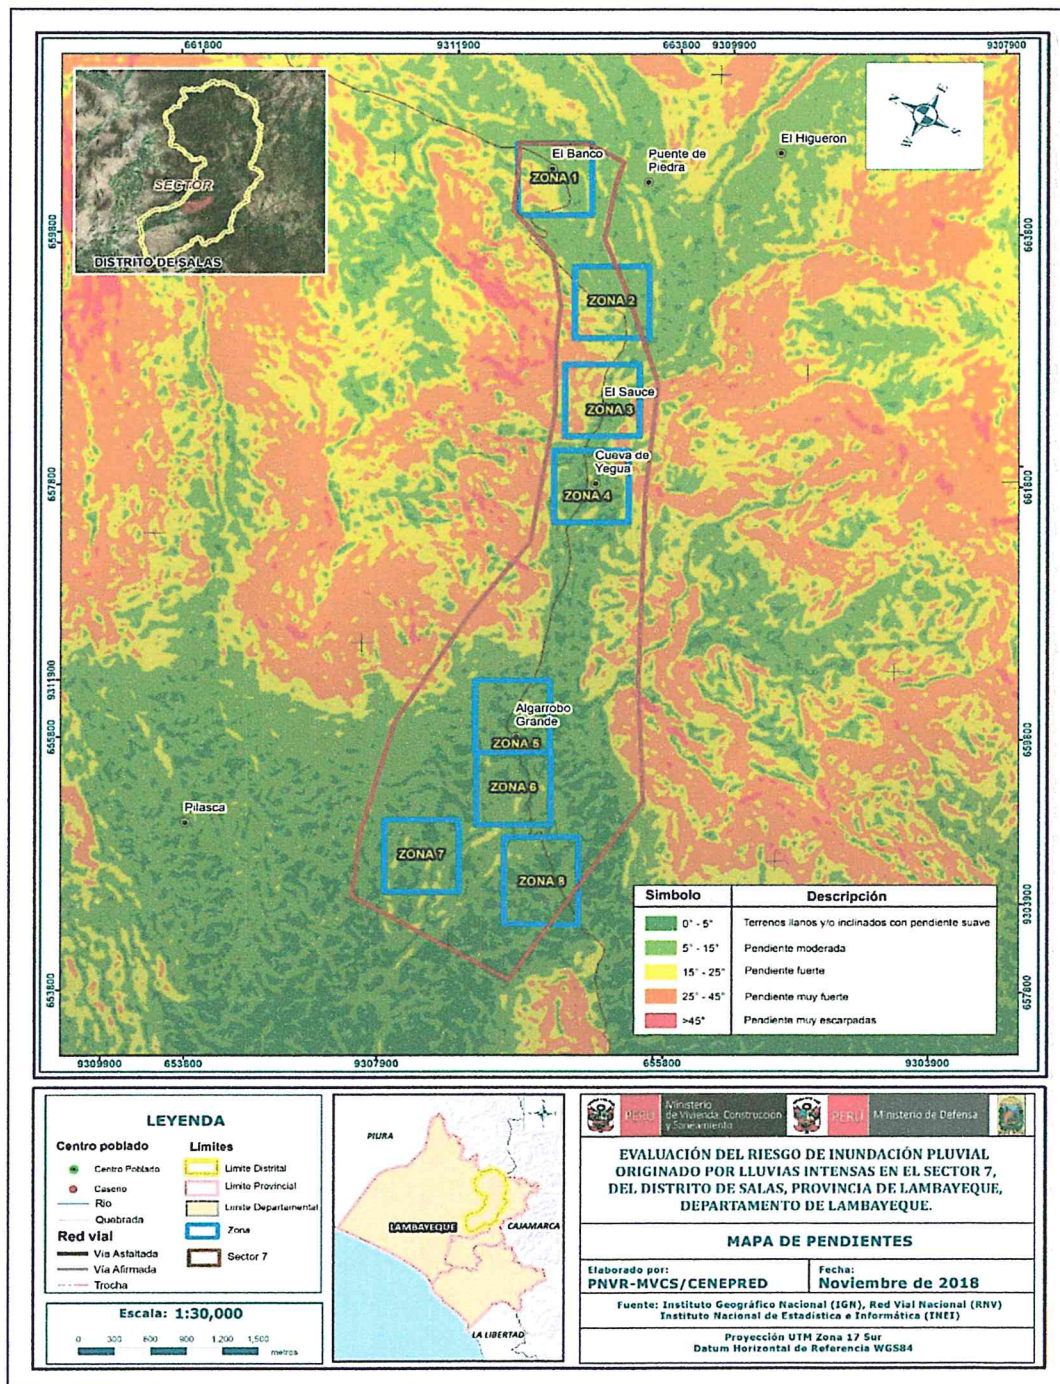 661800
9311900
663800
9309900
9307900
SECTOR
DISTRITO DE SALAS
N
E
S
W
El Banco
ZONA 1
Puente de
Piedra
El Higueron
659800
663800
ZONA 2
El Sauce
ZONA 3
Cueva de
Yegua
ZONA 4
657800
661800
9311900
655800
659800
Algarrobo
Grande
ZONA 5
ZONA 6
Pilasca
ZONA 7
ZONA 8
653800
9303900
657800
Simbolo Descripción
0° - 5° Terrenos llanos y/o inclinados con pendiente suave
5° - 15° Pendiente moderada
15° - 25° Pendiente fuerte
25° - 45° Pendiente muy fuerte
>45° Pendiente muy escarpadas
9309900
653800
9307900
655800
9303900
LEYENDA
Centro poblado
Centro Poblado
Caserio
Rio
Quebrada
Red vial
Via Asfaltada
Via Afirmada
Trocha
Límites
Limite Distrital
Limite Provincial
Limite Departamental
Zona
Sector 7
Escala: 1:30,000
0 300 600 900 1,200 1,500
metros
PIURA
LAMBAYEQUE
CAJAMARCA
LA LIBERTAD
PERÚ
Ministerio
de Vivienda, Construcción
y Saneamiento
PERÚ
Ministerio de Defensa
EVALUACIÓN DEL RIESGO DE INUNDACIÓN PLUVIAL
ORIGINADO POR LLUVIAS INTENSAS EN EL SECTOR 7,
DEL DISTRITO DE SALAS, PROVINCIA DE LAMBAYEQUE,
DEPARTAMENTO DE LAMBAYEQUE.
MAPA DE PENDIENTES
Elaborado por:
PNVR-MVCS/CENEPRED
Fecha:
Noviembre de 2018
Fuente: Instituto Geográfico Nacional (IGN), Red Vial Nacional (RNV)
Instituto Nacional de Estadística e Informática (INEI)
Proyección UTM Zona 17 Sur
Datum Horizontal de Referencia WGS84